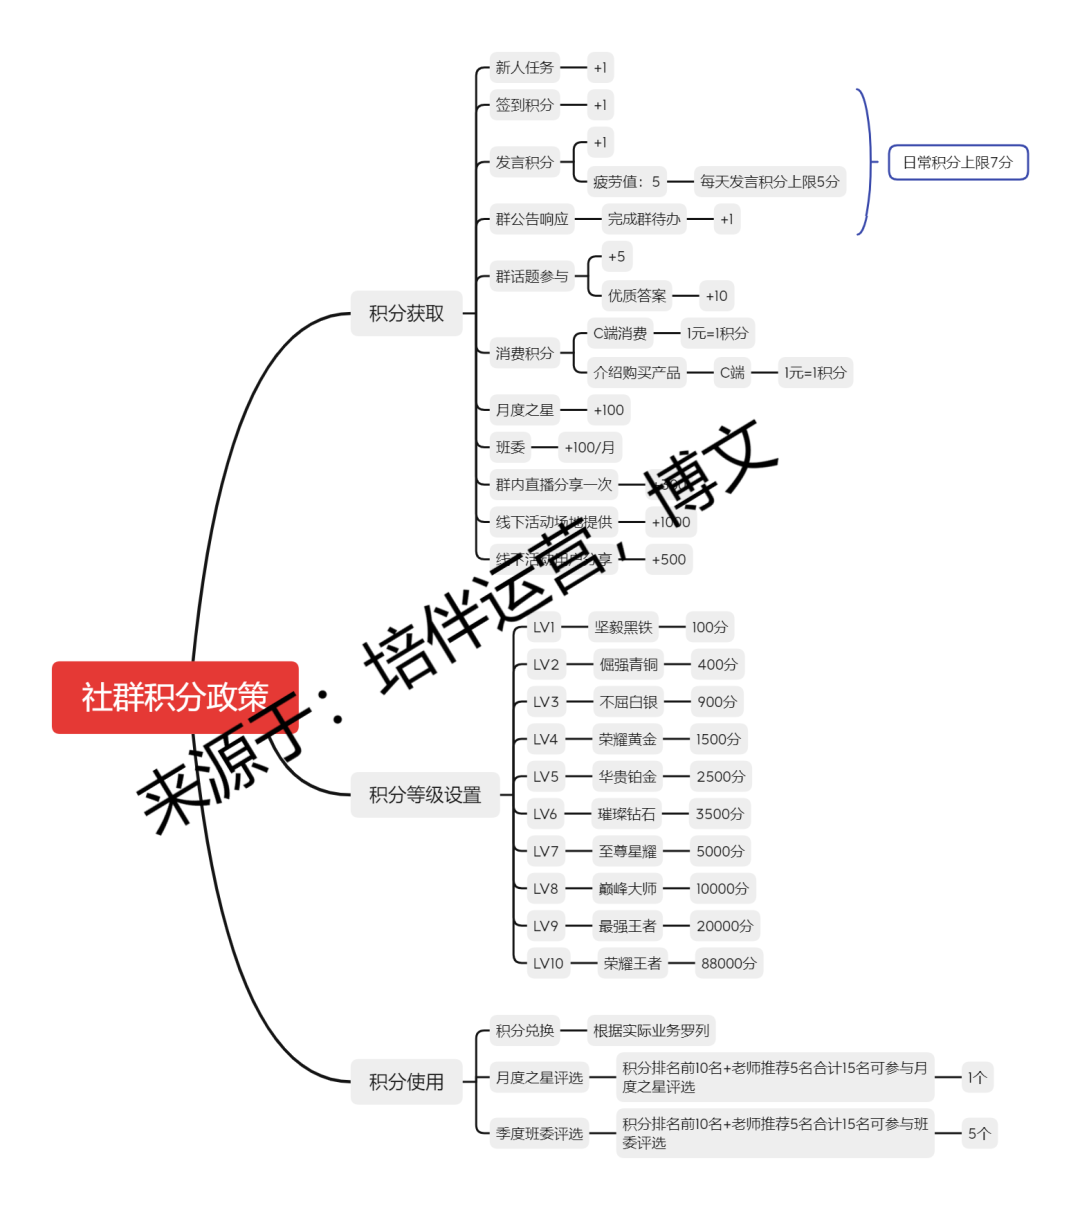 社群积分政策
积分获取
新人任务
+1
签到积分
+1
发言积分
+1
疲劳值：5
每天发言积分上限5分
群公告响应
完成群待办
+1
日常积分上限7分
群话题参与
+5
优质答案
+10
消费积分
C端消费
1元=1积分
介绍购买产品
C端
1元=1积分
月度之星
+100
班委
+100/月
群内直播分享一次
线下活动场地提供
+1000
线下活动用户分享
+500
积分等级设置
LV1
坚毅黑铁
100分
LV2
倔强青铜
400分
LV3
不屈白银
900分
LV4
荣耀黄金
1500分
LV5
华贵铂金
2500分
LV6
璀璨钻石
3500分
LV7
至尊星耀
5000分
LV8
巅峰大师
10000分
LV9
最强王者
20000分
LV10
荣耀王者
88000分
积分使用
积分兑换
根据实际业务罗列
月度之星评选
积分排名前10名+老师推荐5名合计15名可参与月
度之星评选
1个
季度班委评选
积分排名前10名+老师推荐5名合计15名可参与班
委评选
5个
来源于：培伴运营、博文